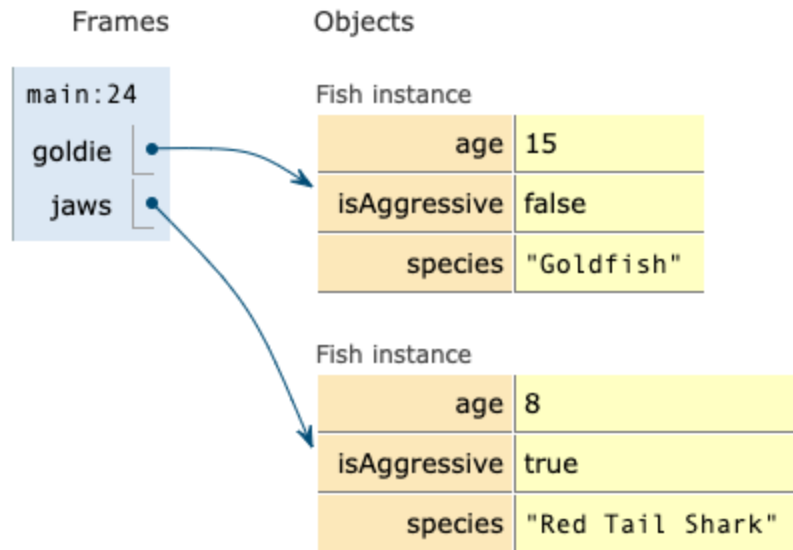 Frames Objects
main:24
goldie
jaws
Fish instance
age 15
isAggressive false
species "Goldfish"
Fish instance
age 8
isAggressive true
species "Red Tail Shark"